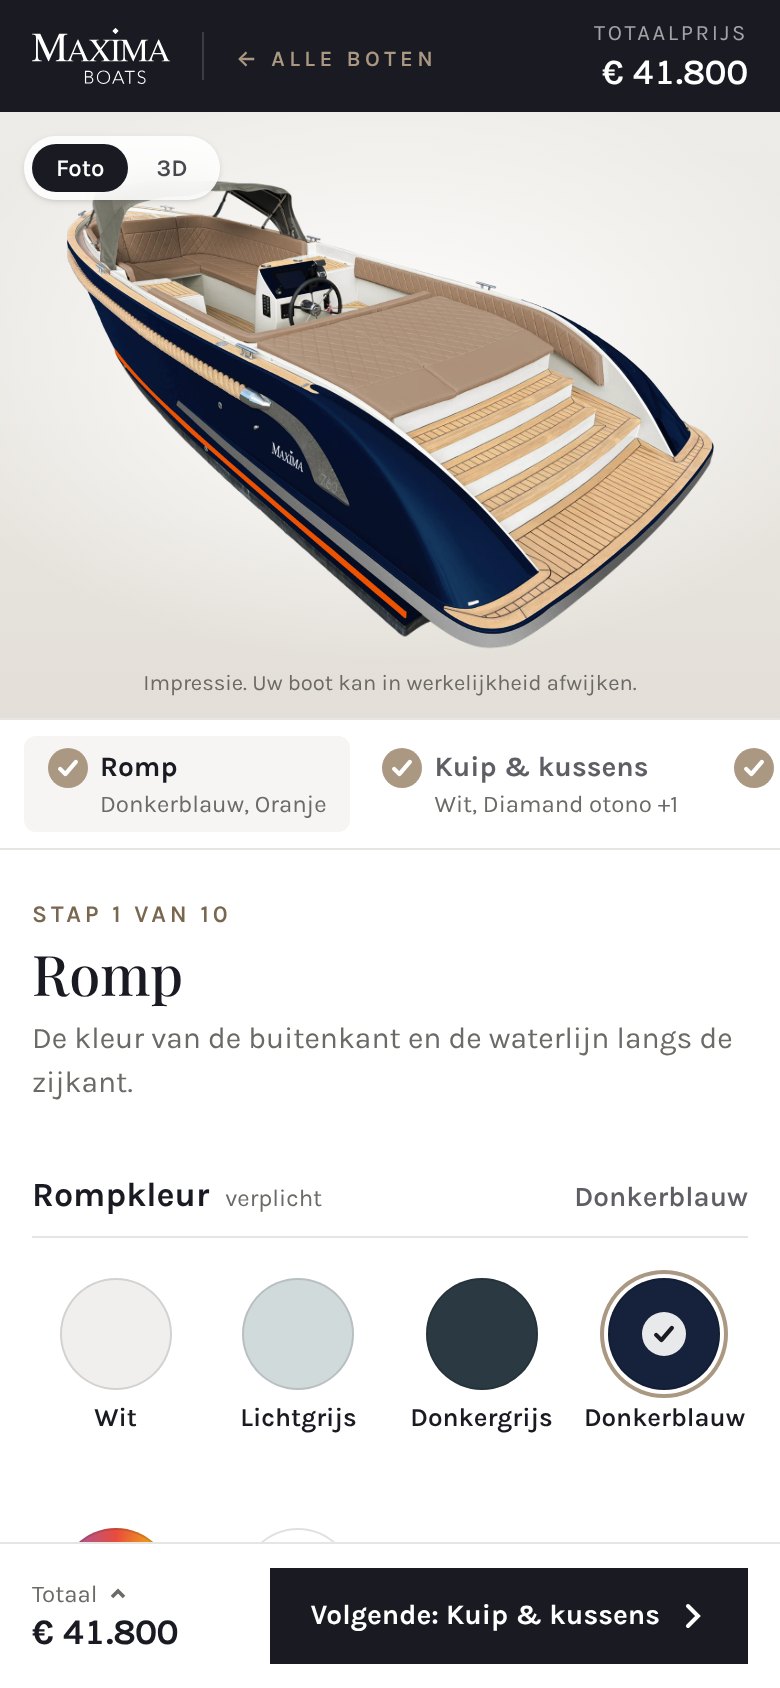 MAXIMA
BOATS
← ALLE BOTEN
TOTAALPRIJS
€ 41.800
Foto
3D
MAXIMA
Impressie. Uw boot kan in werkelijkheid afwijken.
Romp
Donkerblauw, Oranje
Kuip & kussens
Wit, Diamand otono +1
STAP 1 VAN 10
Romp
De kleur van de buitenkant en de waterlijn langs de
zijkant.
Rompkleur verplicht
Donkerblauw
Wit
Lichtgrijs
Donkergrijs
Donkerblauw
Totaal
€ 41.800
Volgende: Kuip & kussens